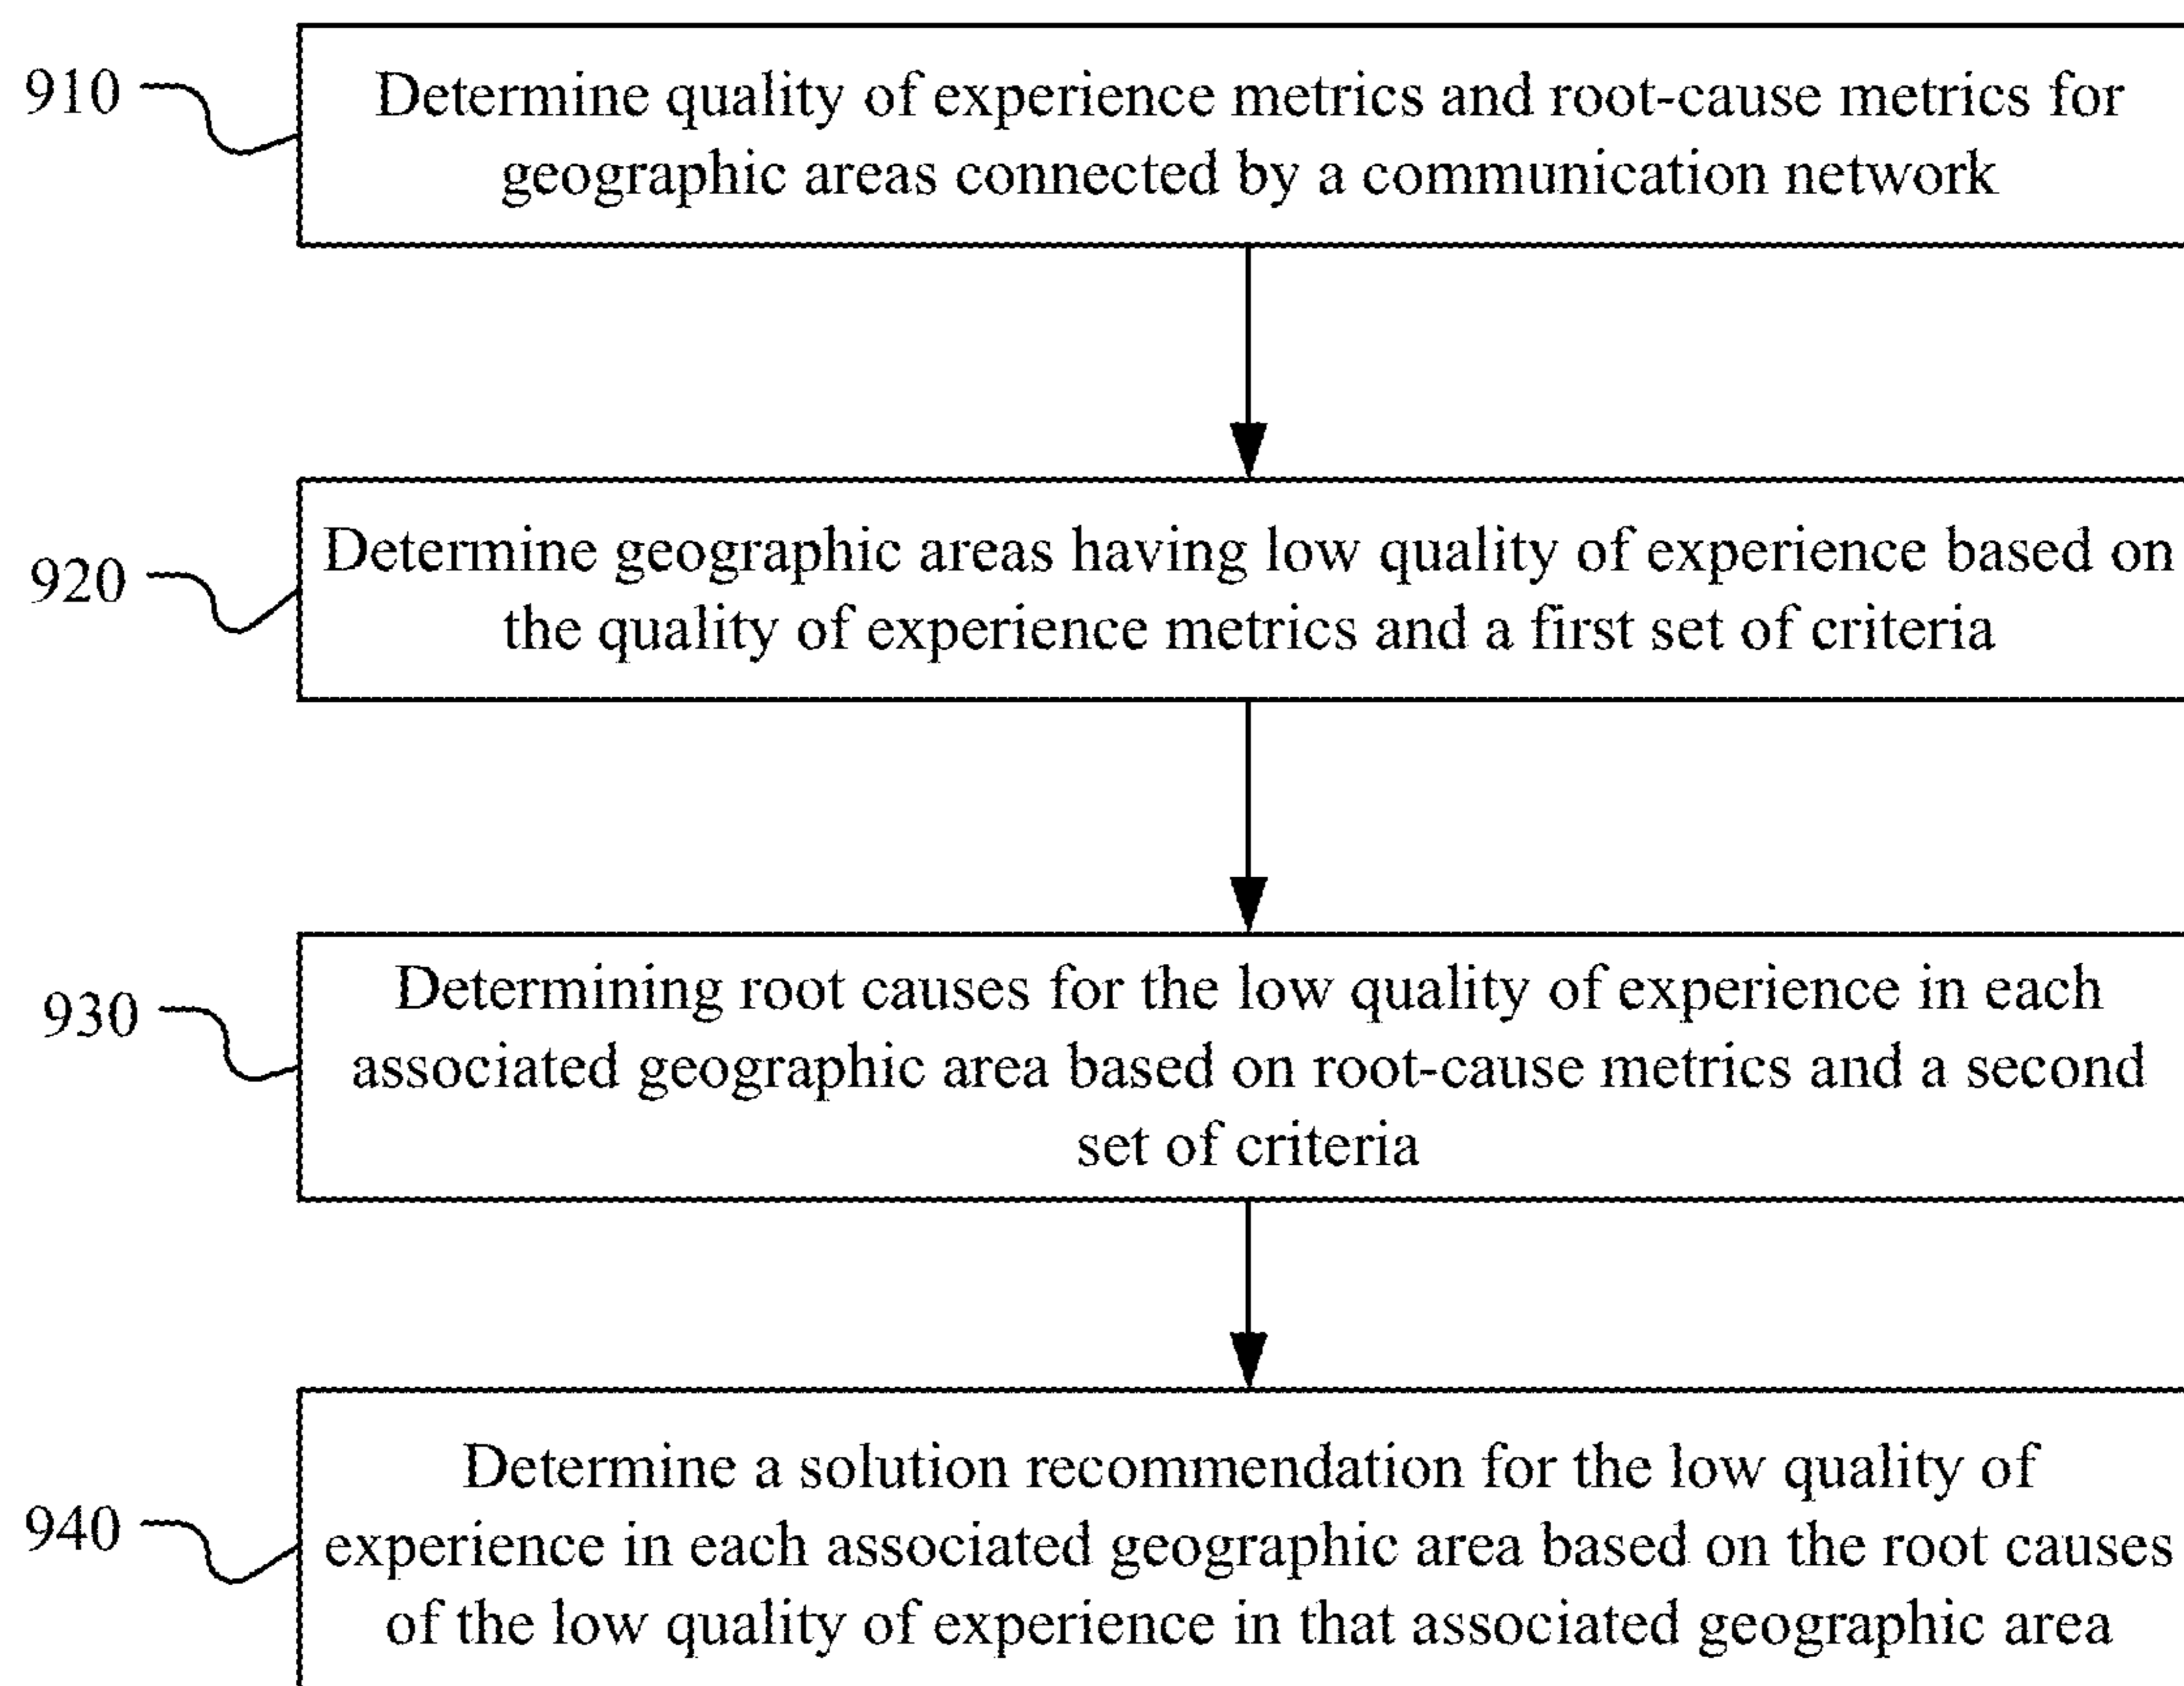 910
Determine quality of experience metrics and root-cause metrics for
geographic areas connected by a communication network
920
Determine geographic areas having low quality of experience based on
the quality of experience metrics and a first set of criteria
930
Determining root causes for the low quality of experience in each
associated geographic area based on root-cause metrics and a second
set of criteria
940
Determine a solution recommendation for the low quality of
experience in each associated geographic area based on the root causes
of the low quality of experience in that associated geographic area